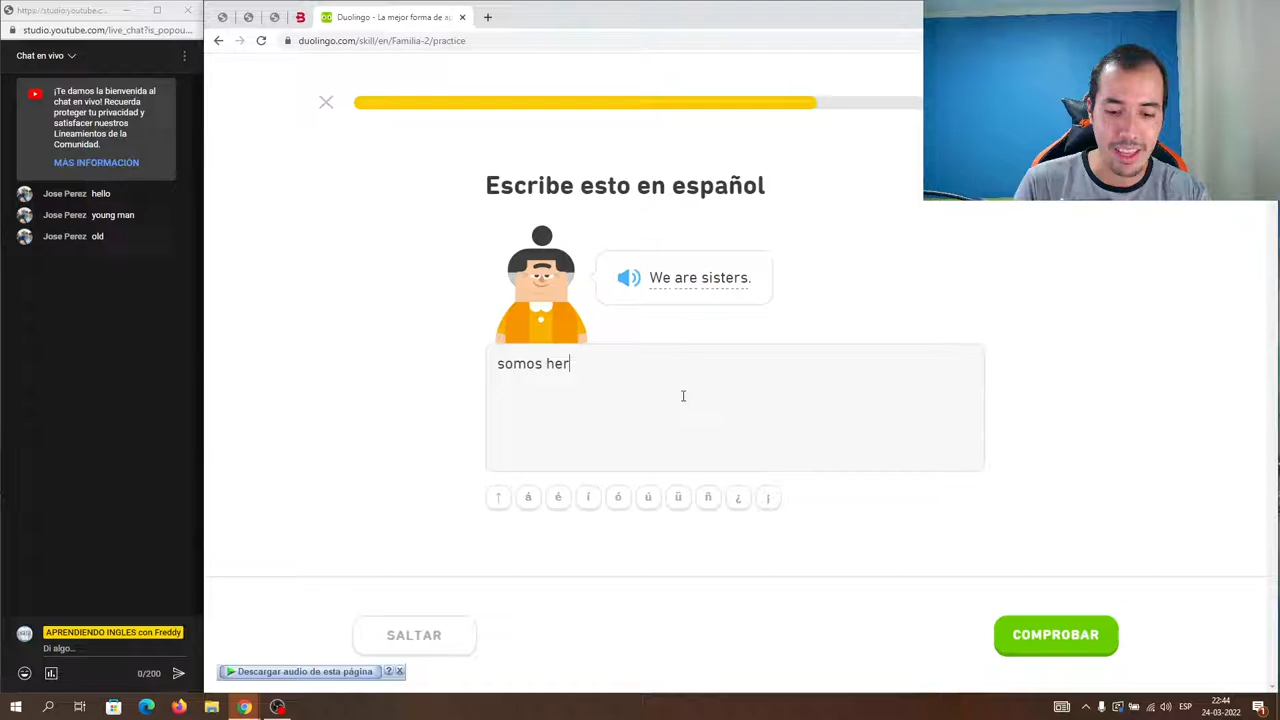 https://studio.youtube.c...
studio.youtube.com/live_chat?is_popou...
Chat en vivo
¡Te damos la bienvenida al
chat en vivo! Recuerda
proteger tu privacidad y
satisfacer nuestros
Lineamientos de la
Comunidad.
MÁS INFORMACIÓN
Jose Perez hello
Jose Perez young man
Jose Perez old
APRENDIENDO INGLES con Freddy
Di algo...
0/200
Duolingo - La mejor forma de ap
duolingo.com/skill/en/Familia-2/practice
Escribe esto en español
We are sisters.
somos her
↑ á é í ó ú ü ñ ¿ ¡
SALTAR
COMPROBAR
Descargar audio de esta página ? X
ESP
22:44
24-03-2022
1